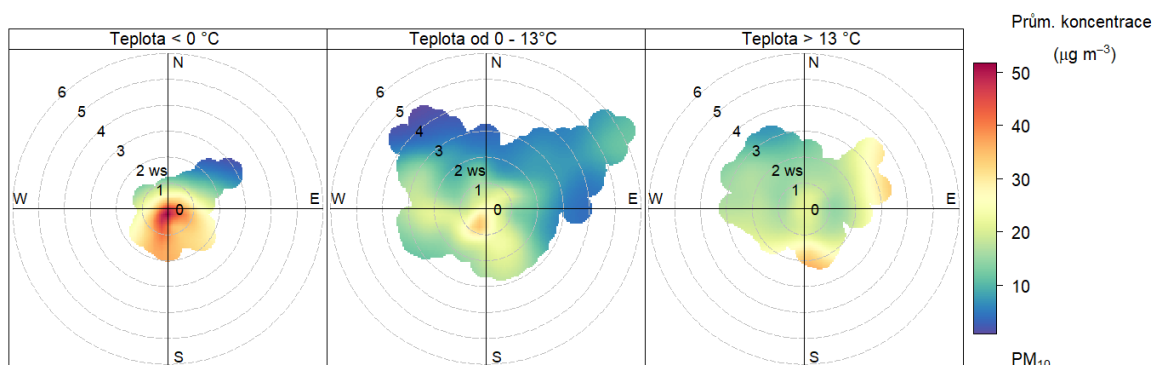 Teplota < 0 °C
Teplota od 0 - 13°C
Teplota > 13 °C
Prům. koncentrace
(μg m⁻³)
N
6
5
4
3
2 ws
1
0
W
E
S
N
6
5
4
3
2 ws
1
0
W
E
S
N
6
5
4
3
2 ws
1
0
W
E
S
50
40
30
20
10
PM₁₀